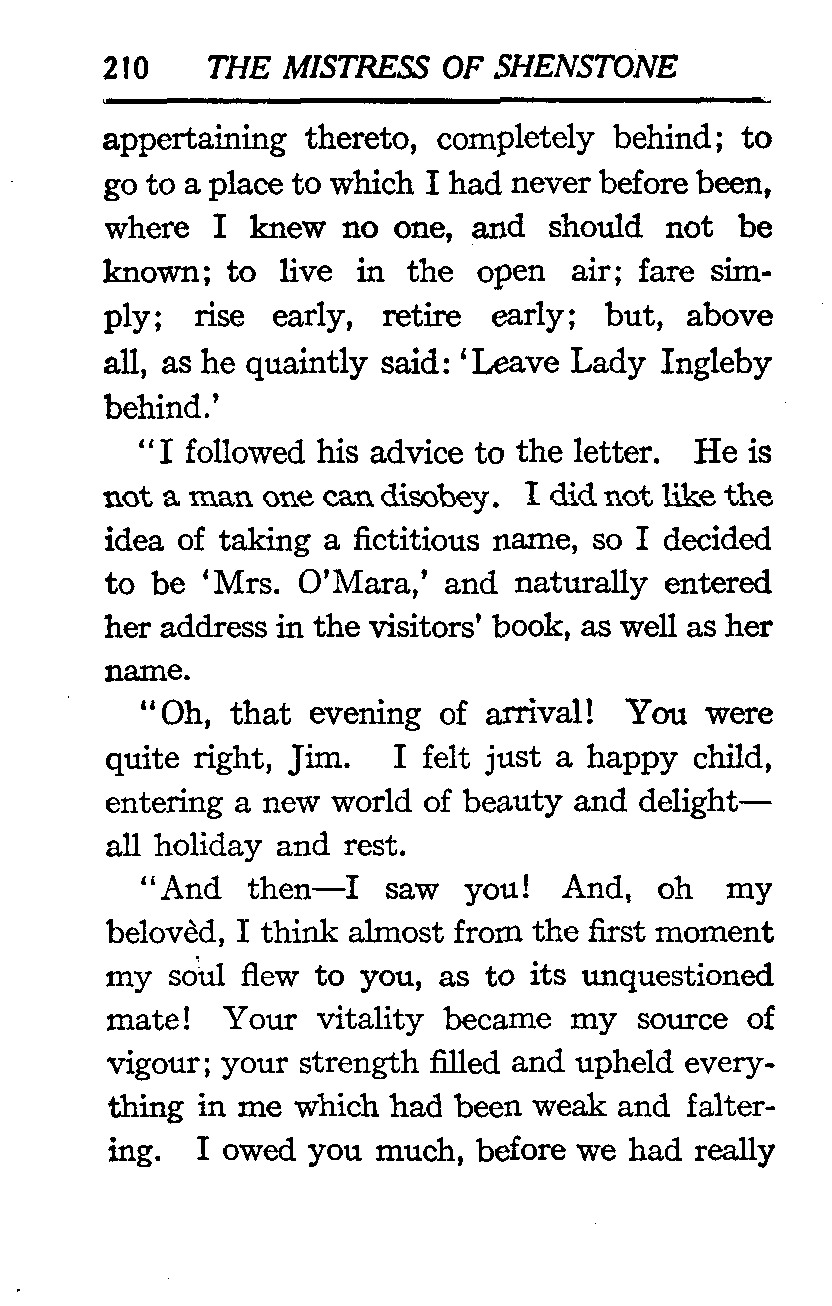 210 THE MISTRESS OF SHENSTONE
appertaining thereto, completely behind; to
go to a place to which I had never before been,
where I knew no one, and should not be
known; to live in the open air; fare sim-
ply; rise early, retire early; but, above
all, as he quaintly said: ‘Leave Lady Ingleby
behind.’
“I followed his advice to the letter. He is
not a man one can disobey. I did not like the
idea of taking a fictitious name, so I decided
to be ‘Mrs. O’Mara,’ and naturally entered
her address in the visitors’ book, as well as her
name.
“Oh, that evening of arrival! You were
quite right, Jim. I felt just a happy child,
entering a new world of beauty and delight—
all holiday and rest.
“And then—I saw you! And, oh my
belovèd, I think almost from the first moment
my soul flew to you, as to its unquestioned
mate! Your vitality became my source of
vigour; your strength filled and upheld every-
thing in me which had been weak and falter-
ing. I owed you much, before we had really